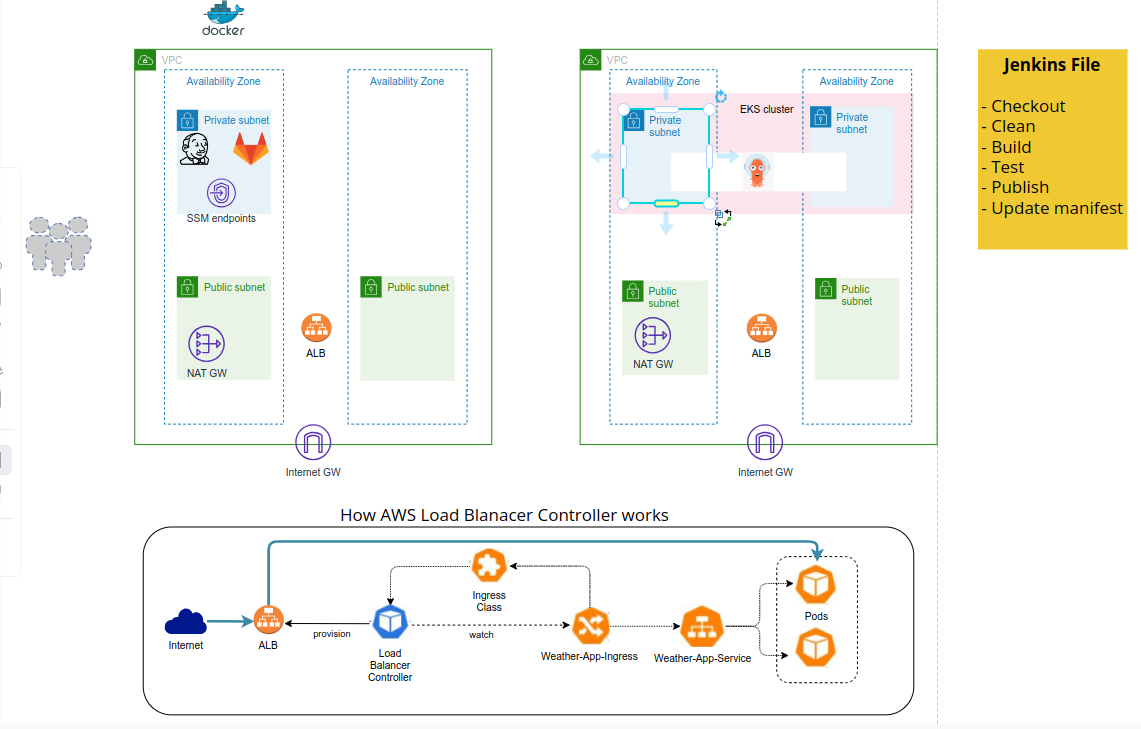 docker
VPC
Availability Zone
Availability Zone
Private subnet
SSM endpoints
Public subnet
NAT GW
Public subnet
ALB
Internet GW
VPC
Availability Zone
Availability Zone
EKS cluster
Private
subnet
Private
subnet
Public
subnet
NAT GW
Public
subnet
ALB
Internet GW
Jenkins File
- Checkout
- Clean
- Build
- Test
- Publish
- Update manifest
How AWS Load Blanacer Controller works
Internet
ALB
provision
Load
Balancer
Controller
Ingress
Class
watch
Weather-App-Ingress
Weather-App-Service
Pods